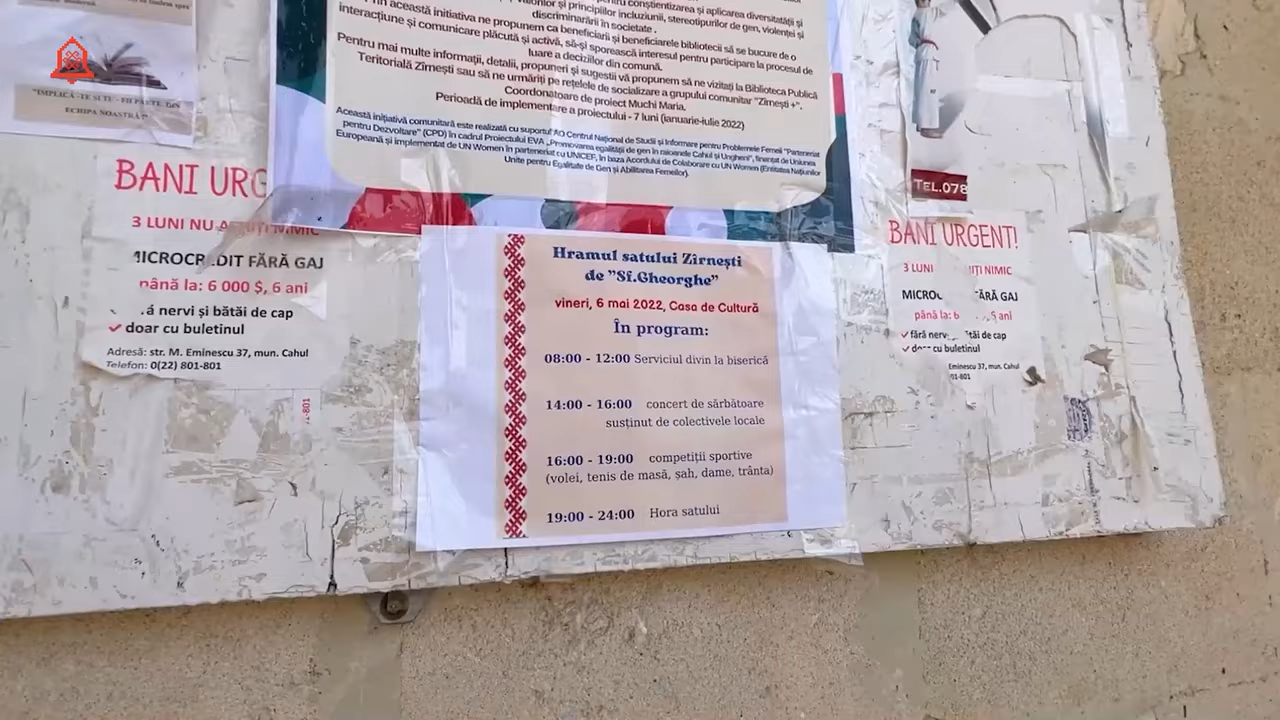 "IMPLICĂ-TE ȘI TE - FII PARTE DIN
ECHIPA NOASTRĂ!"
pentru conștientizarea și aplicarea diversității și
și principiilor incluziunii, stereotipurilor de gen, violenței și
discriminării în societate .
în această initiativa ne propunem ca beneficiarii și beneficiarele bibliotecii să se bucure de o
interacțiune și comunicare plăcută și activă, să-și sporească interesul pentru participare la procesul de
luare a deciziilor din comună.
Pentru mai multe informații, detalii, propuneri și sugestii vă propunem să ne vizitați la Biblioteca Publică
Teritorială Zîrnești sau să ne urmăriți pe rețelele de socializare a grupului comunitar "Zîrnești +".
Coordonatoare de proiect Muchi Maria.
Perioadă de implementare a proiectului - 7 luni (ianuarie-iulie 2022)
Această inițiativă comunitară este realizată cu suportul AO Centrul Național de Studii și Informare pentru Problemele Femeii "Parteneriat
pentru Dezvoltare" (CPD) în cadrul Proiectului EVA „Promovarea egalității de gen în raioanele Cahul și Ungheni", finanțat de Uniunea
Europeană și implementat de UN Women în parteneriat cu UNICEF, în baza Acordului de Colaborare cu UN Women (Entitatea Națiunilor
Unite pentru Egalitate de Gen și Abilitarea Femeilor).
TEL.078
BANI URG
3 LUNI NU NIMIC
MICROCREDIT FĂRĂ GAJ
până la: 6 000 $, 6 ani
nervi și bătăi de cap
✓ doar cu buletinul
Adresă: str. M. Eminescu 37, mun. Cahul
Telefon: 0(22) 801-801
Hramul satului Zîrnești
de "Sf.Gheorghe"
vineri, 6 mai 2022, Casa de Cultură
În program:
08:00 - 12:00 Serviciul divin la biserică
14:00 - 16:00 concert de sărbătoare
susținut de colectivele locale
16:00 - 19:00 competiții sportive
(volei, tenis de masă, șah, dame, trânta)
19:00 - 24:00 Hora satului
BANI URGENT!
3 LUNI NIMIC
FĂRĂ GAJ
până la: 6 ani
✓ fără de cap
✓ doar cu buletinul
Eminescu 37, mun. Cahul